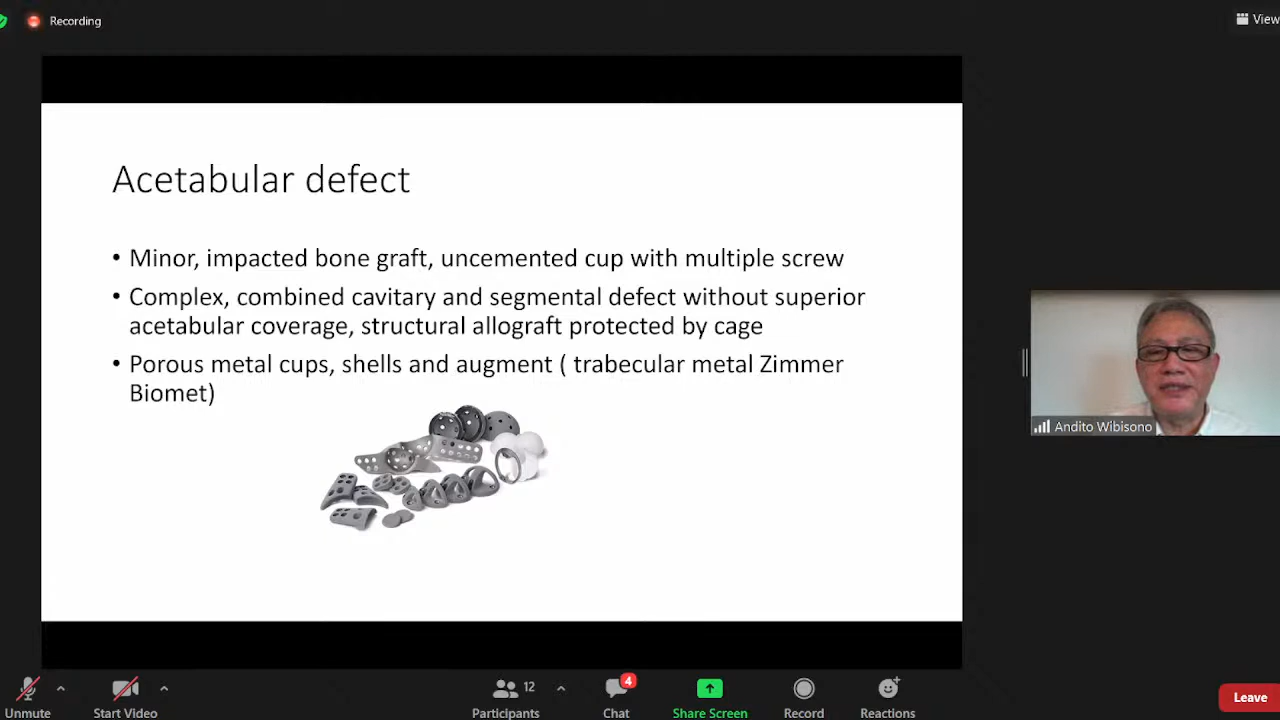 Recording
View
Acetabular defect
• Minor, impacted bone graft, uncemented cup with multiple screw
• Complex, combined cavitary and segmental defect without superior
acetabular coverage, structural allograft protected by cage
• Porous metal cups, shells and augment ( trabecular metal Zimmer
Biomet)
Andito Wibisono
Unmute
Start Video
12
Participants
4
Chat
Share Screen
Record
Reactions
Leave